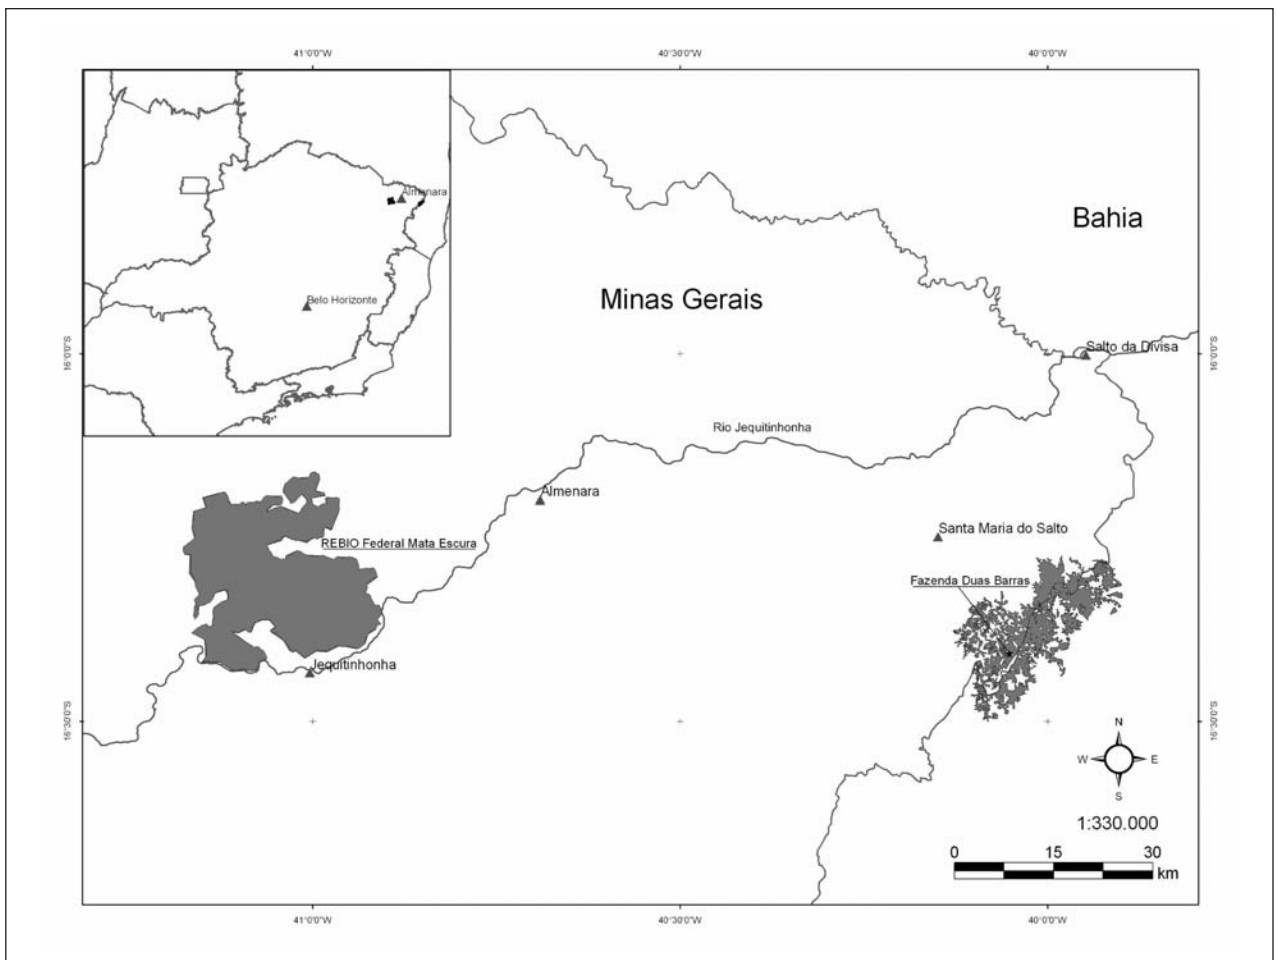 41°0'0"W
40°30'0"W
40°0'0"W
Almenara
Belo Horizonte
Bahia
Minas Gerais
Salto da Divisa
16°0'0"S
16°0'0"S
Rio Jequitinhonha
Almenara
Santa Maria do Salto
REBIO Federal Mata Escura
Fazenda Duas Barras
Jequitinhonha
16°30'0"S
16°30'0"S
N
W
E
S
1:330.000
0
15
30
km
41°0'0"W
40°30'0"W
40°0'0"W